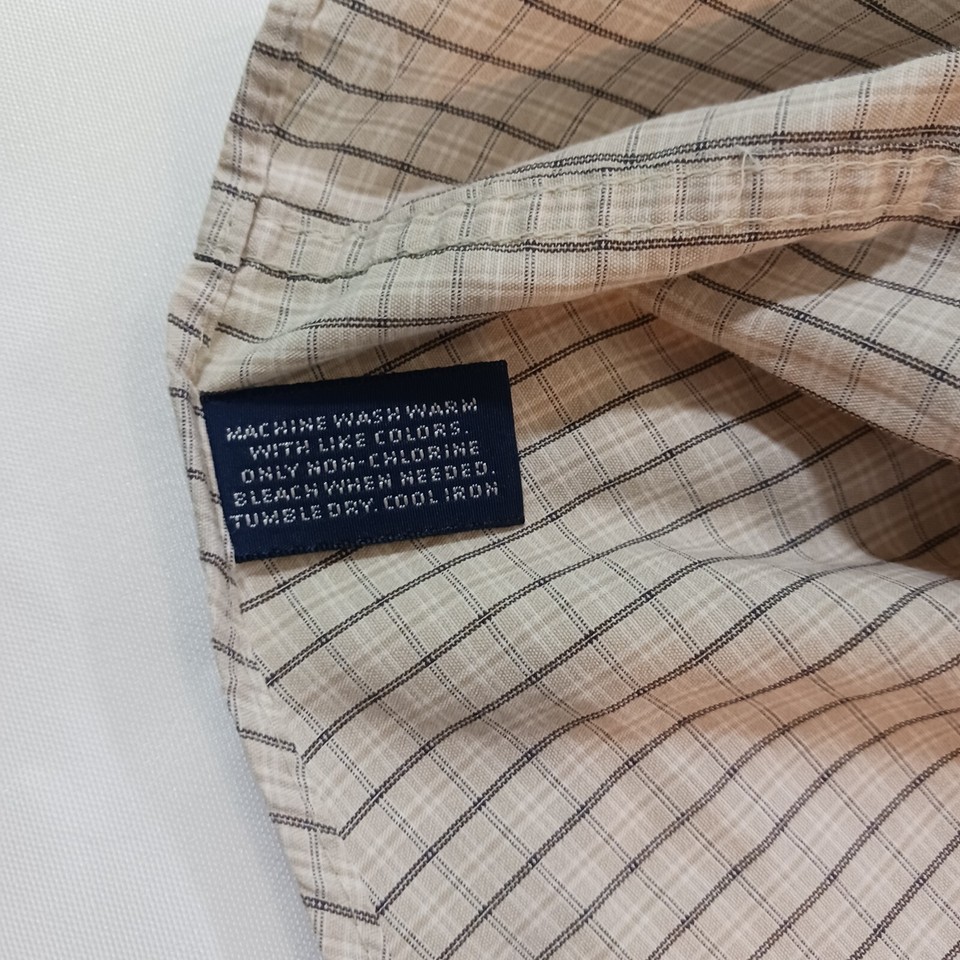 MACHINE WASH WARM
WITH LIKE COLORS.
ONLY NON-CHLORINE
BLEACH WHEN NEEDED.
TUMBLE DRY. COOL IRON